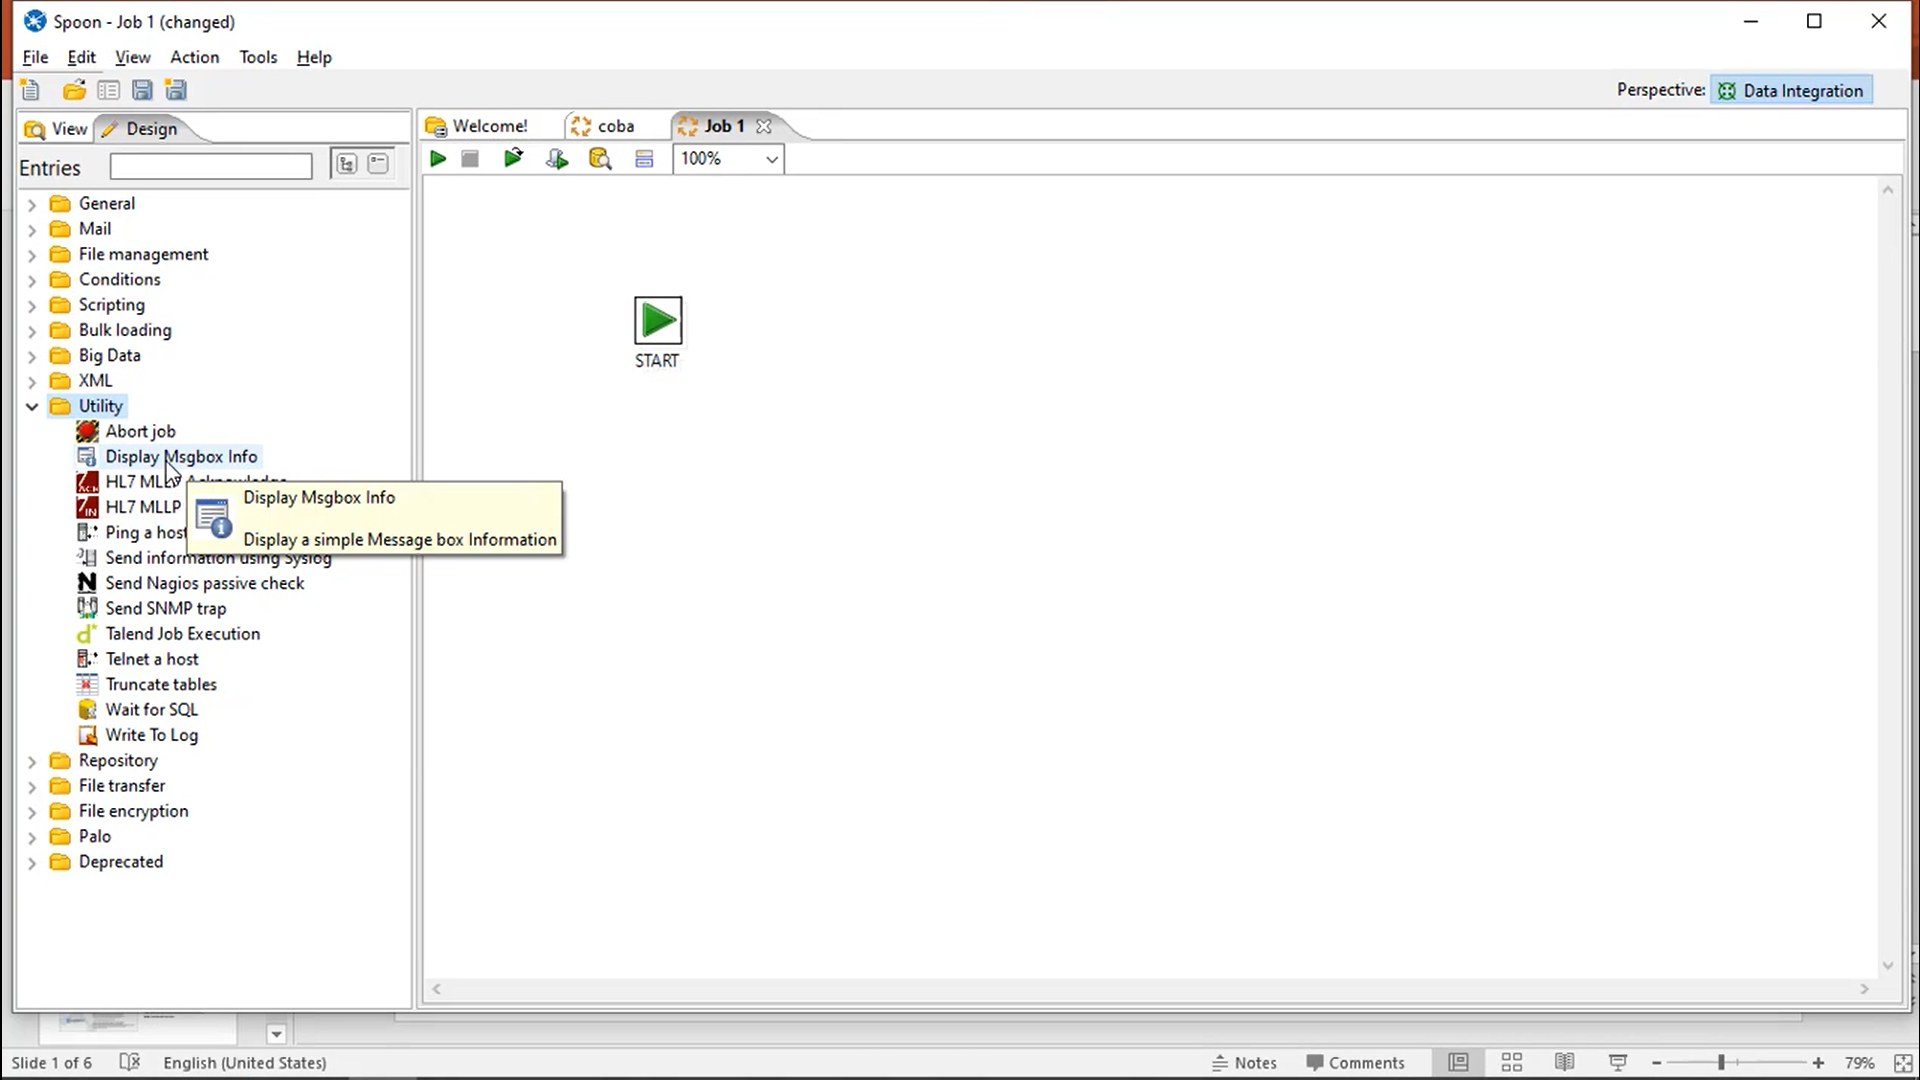 Spoon - Job 1 (changed)
File Edit View Action Tools Help
Perspective: Data Integration
View Design
Welcome! coba Job 1
Entries
100%
General
Mail
File management
Conditions
Scripting
Bulk loading
Big Data
XML
Utility
START
Abort job
Display Msgbox Info
HL7 MLLP Acknowledge
HL7 MLLP
Display Msgbox Info
Display a simple Message box Information
Ping a host
Send information using Syslog
Send Nagios passive check
Send SNMP trap
Talend Job Execution
Telnet a host
Truncate tables
Wait for SQL
Write To Log
Repository
File transfer
File encryption
Palo
Deprecated
Slide 1 of 6 English (United States) Notes Comments 79%